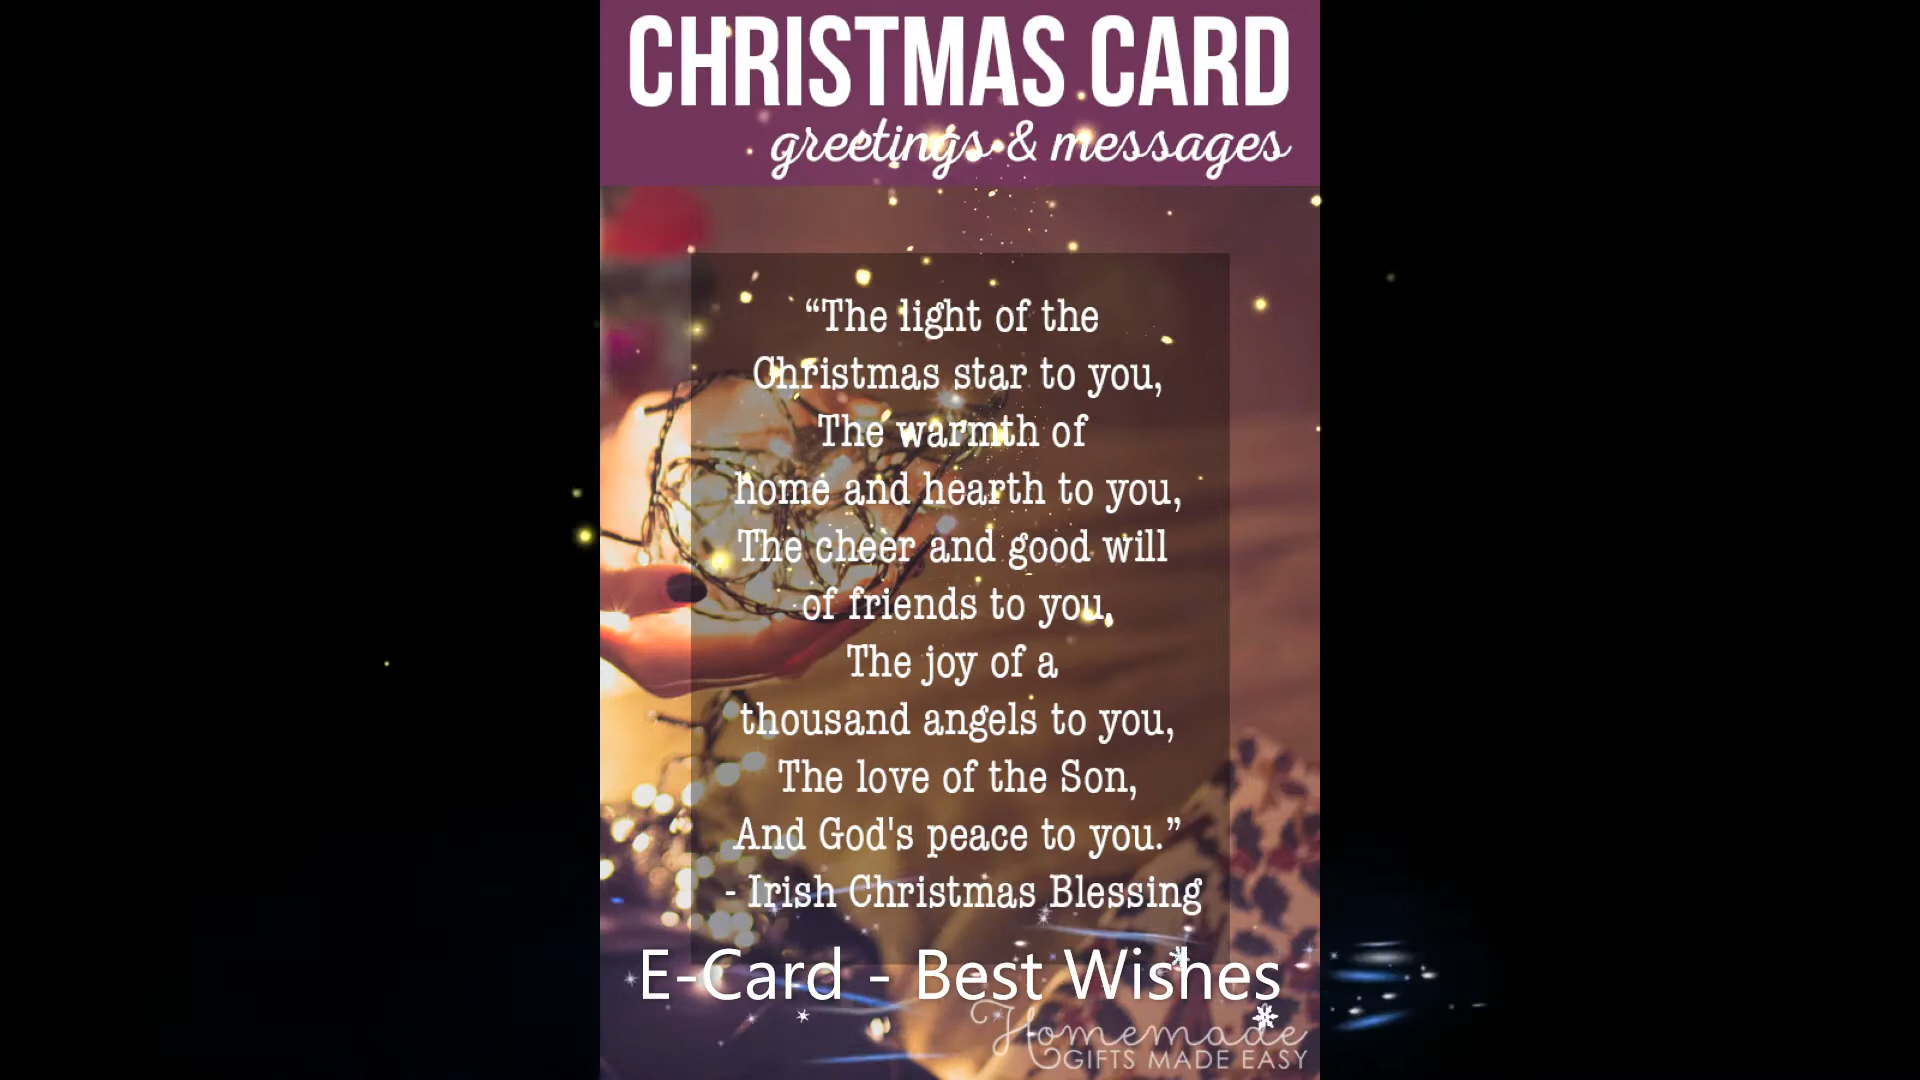 CHRISTMAS CARD
greetings & messages
“The light of the
Christmas star to you,
The warmth of
home and hearth to you,
The cheer and good will
of friends to you,
The joy of a
thousand angels to you,
The love of the Son,
And God's peace to you.”
- Irish Christmas Blessing
E-Card - Best Wishes
Homemade
GIFTS MADE EASY